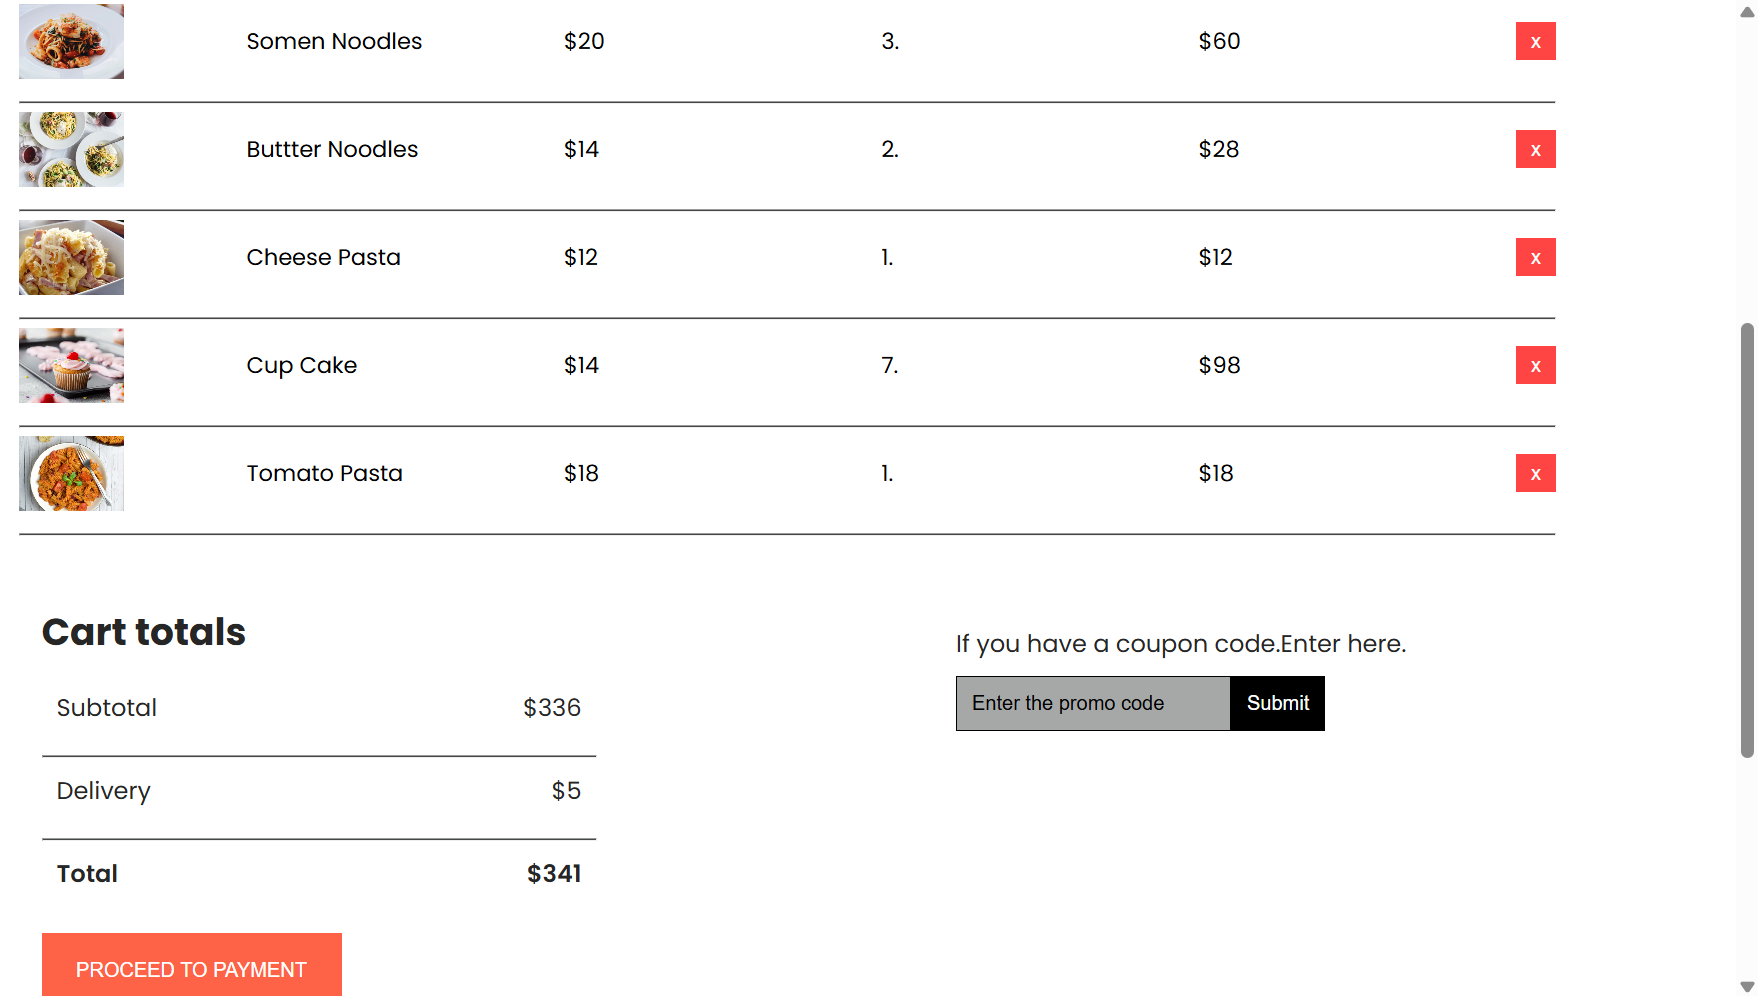 Somen Noodles $20 3. $60 x
Buttter Noodles $14 2. $28 x
Cheese Pasta $12 1. $12 x
Cup Cake $14 7. $98 x
Tomato Pasta $18 1. $18 x
Cart totals
Subtotal $336
Delivery $5
Total $341
PROCEED TO PAYMENT
If you have a coupon code.Enter here.
Enter the promo code Submit